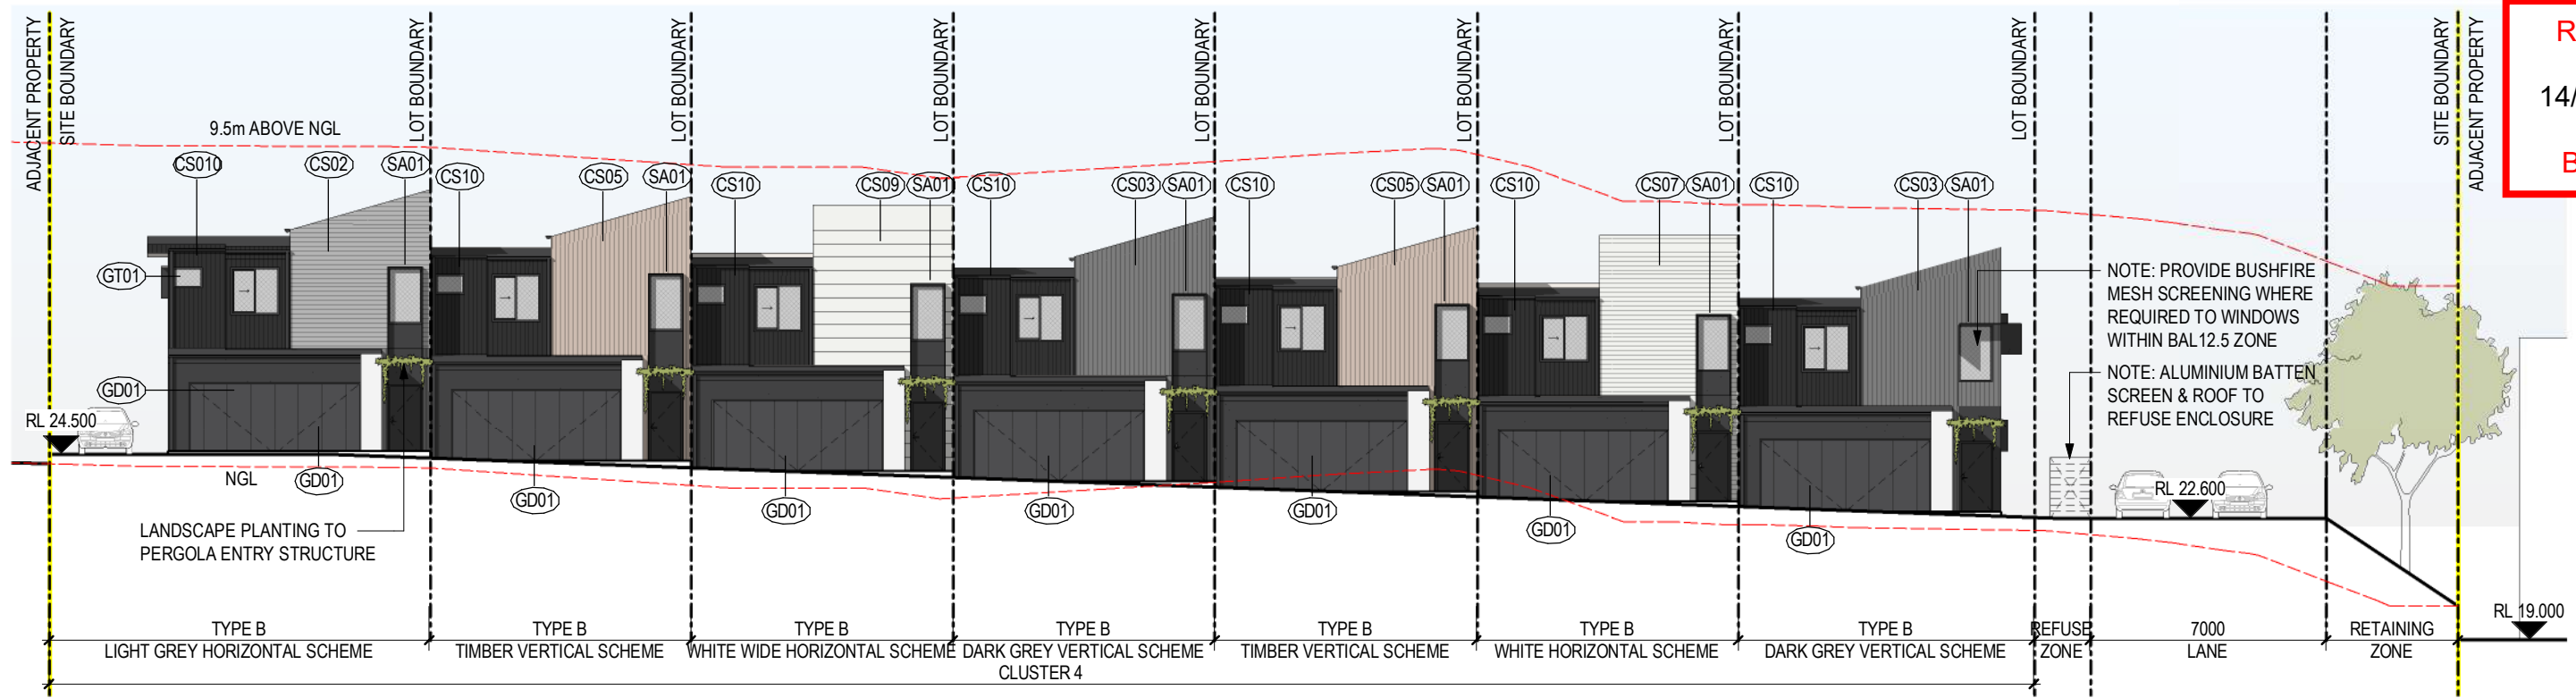 ADJACENT PROPERTY
SITE BOUNDARY
LOT BOUNDARY
LOT BOUNDARY
LOT BOUNDARY
LOT BOUNDARY
LOT BOUNDARY
LOT BOUNDARY
LOT BOUNDARY
SITE BOUNDARY
ADJACENT PROPERTY
R
14/
B
9.5m ABOVE NGL
CS010
CS02
SA01
CS10
CS05
SA01
CS10
CS09
SA01
CS10
CS03
SA01
CS10
CS05
SA01
CS10
CS07
SA01
CS10
CS03
SA01
GT01
GD01
RL 24.500
NGL
GD01
GD01
GD01
GD01
GD01
GD01
GD01
LANDSCAPE PLANTING TO
PERGOLA ENTRY STRUCTURE
NOTE: PROVIDE BUSHFIRE
MESH SCREENING WHERE
REQUIRED TO WINDOWS
WITHIN BAL12.5 ZONE
NOTE: ALUMINIUM BATTEN
SCREEN & ROOF TO
REFUSE ENCLOSURE
RL 22.600
RL 19.000
TYPE B
LIGHT GREY HORIZONTAL SCHEME
TYPE B
TIMBER VERTICAL SCHEME
TYPE B
WHITE WIDE HORIZONTAL SCHEME
TYPE B
DARK GREY VERTICAL SCHEME
TYPE B
TIMBER VERTICAL SCHEME
TYPE B
WHITE HORIZONTAL SCHEME
TYPE B
DARK GREY VERTICAL SCHEME
REFUSE
ZONE
7000
LANE
RETAINING
ZONE
CLUSTER 4